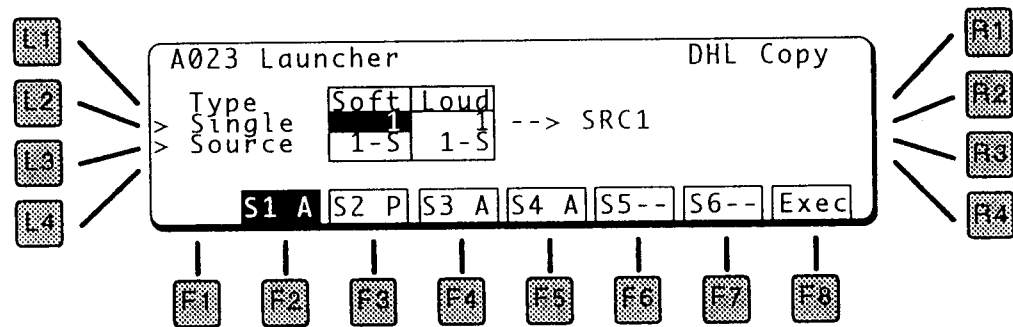 L1
R1
A023 Launcher DHL Copy
L2
R2
Type Soft Loud
> Single 1 1 --> SRC1
> Source 1-S 1-S
L3
R3
L4
R4
S1 A S2 P S3 A S4 A S5-- S6-- Exec
F1 F2 F3 F4 F5 F6 F7 F8